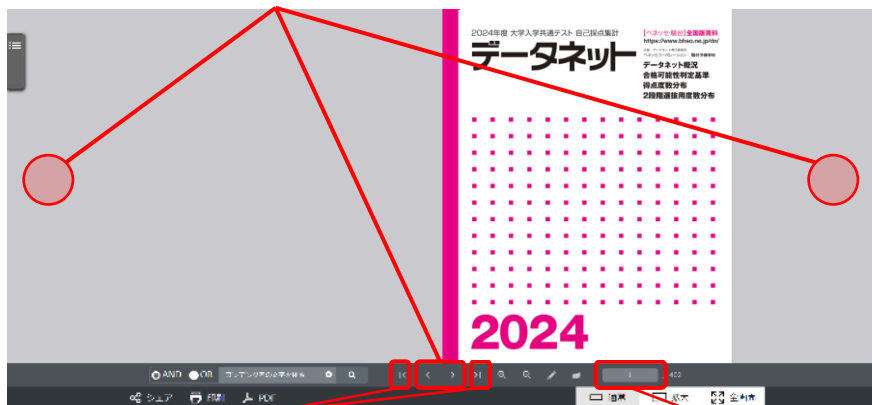 2024年度 大学入学共通テスト 自己採点集計
データネット
[ベネッセ・駿台]全国版資料
https://www.bhso.ne.jp/dn/
データネット概況
合格可能性判定基準
得点度数分布
2段階選抜用度数分布
2024
AND OR
シェア 印刷 PDF
拡大 全画面